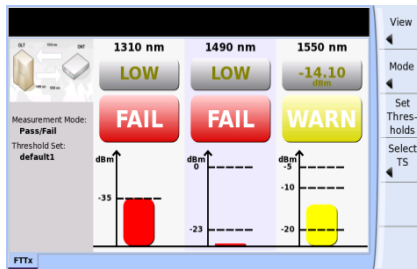 View
Mode
Set
Thres-
holds
Select
TS
OLT
ONT
Measurement Mode:
Pass/Fail
Threshold Set:
default1
1310 nm
1490 nm
1550 nm
LOW
LOW
-14.10
dBm
FAIL
FAIL
WARN
dBm
-35
dBm
0
-23
dBm
-5
-10
-20
FTTx